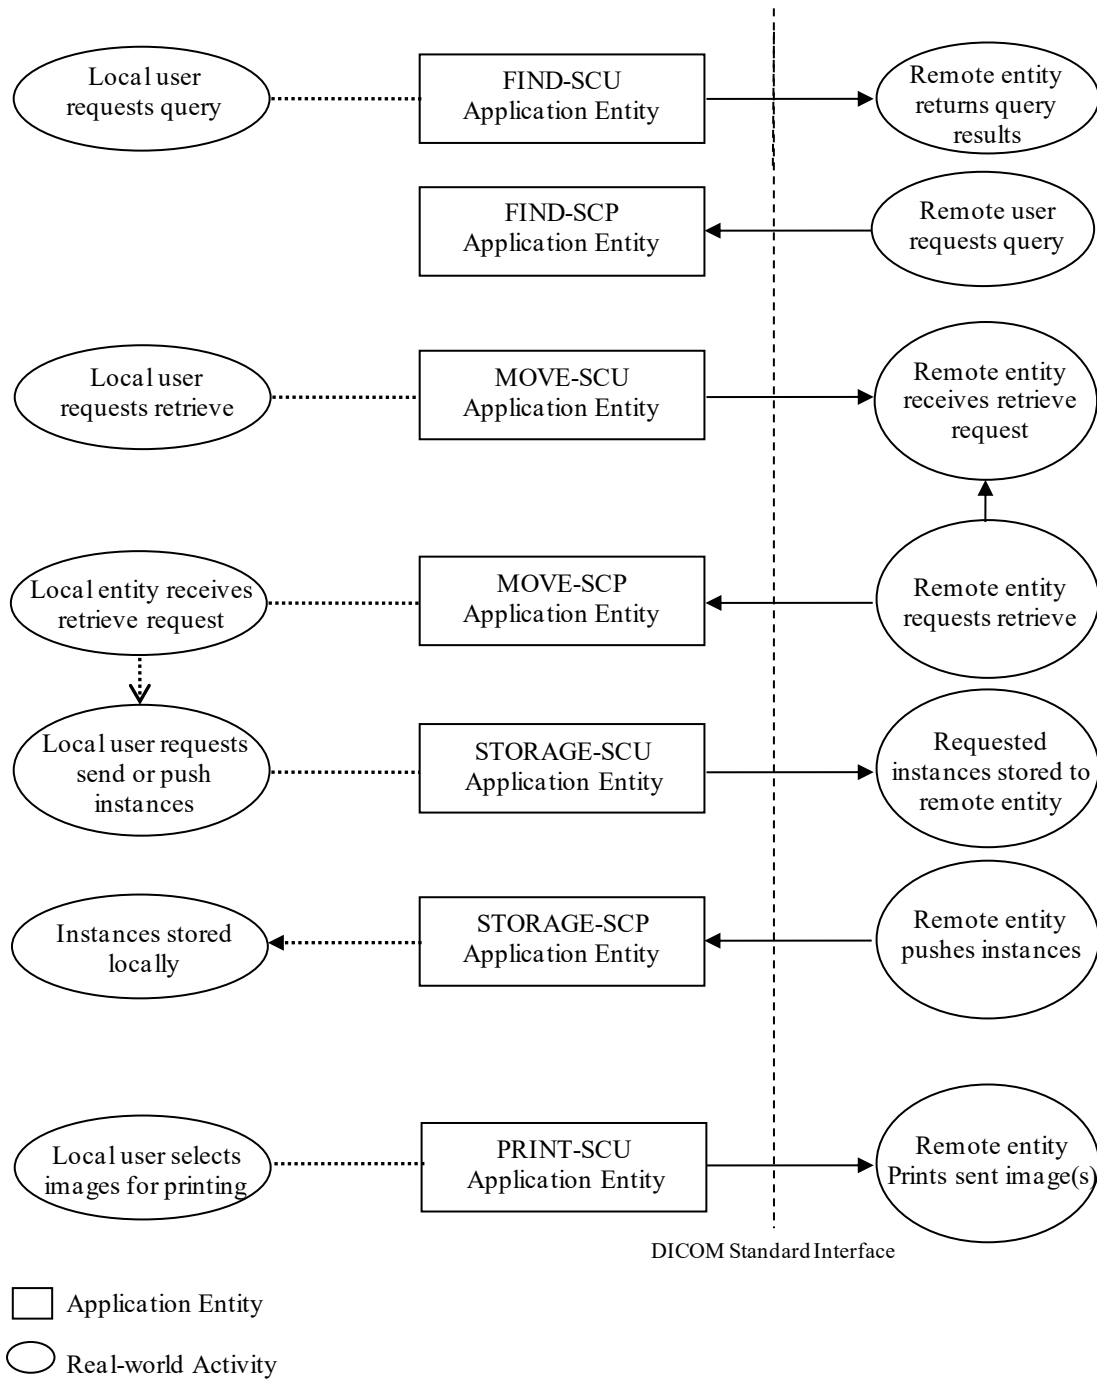 Local user
requests query
FIND-SCU
Application Entity
Remote entity
returns query
results
FIND-SCP
Application Entity
Remote user
requests query
Local user
requests retrieve
MOVE-SCU
Application Entity
Remote entity
receives retrieve
request
Local entity receives
retrieve request
MOVE-SCP
Application Entity
Remote entity
requests retrieve
Local user requests
send or push
instances
STORAGE-SCU
Application Entity
Requested
instances stored to
remote entity
Instances stored
locally
STORAGE-SCP
Application Entity
Remote entity
pushes instances
Local user selects
images for printing
PRINT-SCU
Application Entity
Remote entity
Prints sent image(s)
DICOM Standard Interface
Application Entity
Real-world Activity